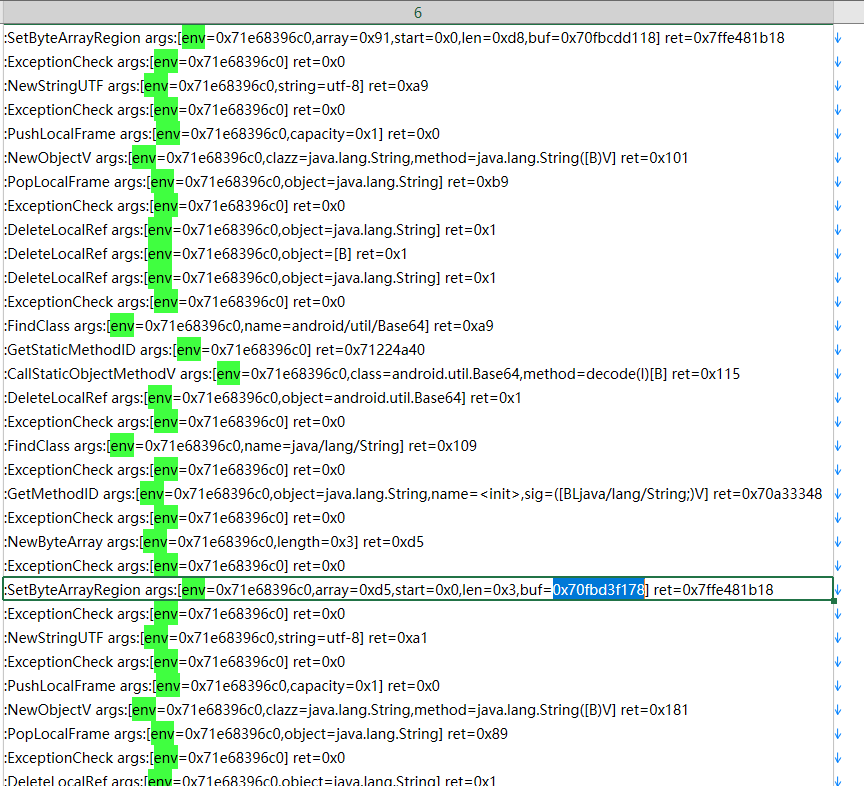 6
:SetByteArrayRegion args:[env=0x71e68396c0,array=0x91,start=0x0,len=0xd8,buf=0x70fbcdd118] ret=0x7ffe481b18
:ExceptionCheck args:[env=0x71e68396c0] ret=0x0
:NewStringUTF args:[env=0x71e68396c0,string=utf-8] ret=0xa9
:ExceptionCheck args:[env=0x71e68396c0] ret=0x0
:PushLocalFrame args:[env=0x71e68396c0,capacity=0x1] ret=0x0
:NewObjectV args:[env=0x71e68396c0,clazz=java.lang.String,method=java.lang.String([B)V] ret=0x101
:PopLocalFrame args:[env=0x71e68396c0,object=java.lang.String] ret=0xb9
:ExceptionCheck args:[env=0x71e68396c0] ret=0x0
:DeleteLocalRef args:[env=0x71e68396c0,object=java.lang.String] ret=0x1
:DeleteLocalRef args:[env=0x71e68396c0,object=[B] ret=0x1
:DeleteLocalRef args:[env=0x71e68396c0,object=java.lang.String] ret=0x1
:ExceptionCheck args:[env=0x71e68396c0] ret=0x0
:FindClass args:[env=0x71e68396c0,name=android/util/Base64] ret=0xa9
:GetStaticMethodID args:[env=0x71e68396c0] ret=0x71224a40
:CallStaticObjectMethodV args:[env=0x71e68396c0,class=android.util.Base64,method=decode(I)[B] ret=0x115
:DeleteLocalRef args:[env=0x71e68396c0,object=android.util.Base64] ret=0x1
:ExceptionCheck args:[env=0x71e68396c0] ret=0x0
:FindClass args:[env=0x71e68396c0,name=java/lang/String] ret=0x109
:ExceptionCheck args:[env=0x71e68396c0] ret=0x0
:GetMethodID args:[env=0x71e68396c0,object=java.lang.String,name=<init>,sig=([BLjava/lang/String;)V] ret=0x70a33348
:ExceptionCheck args:[env=0x71e68396c0] ret=0x0
:NewByteArray args:[env=0x71e68396c0,length=0x3] ret=0xd5
:ExceptionCheck args:[env=0x71e68396c0] ret=0x0
:SetByteArrayRegion args:[env=0x71e68396c0,array=0xd5,start=0x0,len=0x3,buf=0x70fbd3f178] ret=0x7ffe481b18
:ExceptionCheck args:[env=0x71e68396c0] ret=0x0
:NewStringUTF args:[env=0x71e68396c0,string=utf-8] ret=0xa1
:ExceptionCheck args:[env=0x71e68396c0] ret=0x0
:PushLocalFrame args:[env=0x71e68396c0,capacity=0x1] ret=0x0
:NewObjectV args:[env=0x71e68396c0,clazz=java.lang.String,method=java.lang.String([B)V] ret=0x181
:PopLocalFrame args:[env=0x71e68396c0,object=java.lang.String] ret=0x89
:ExceptionCheck args:[env=0x71e68396c0] ret=0x0
:DeleteLocalRef args:[env=0x71e68396c0,object=java.lang.String] ret=0x1